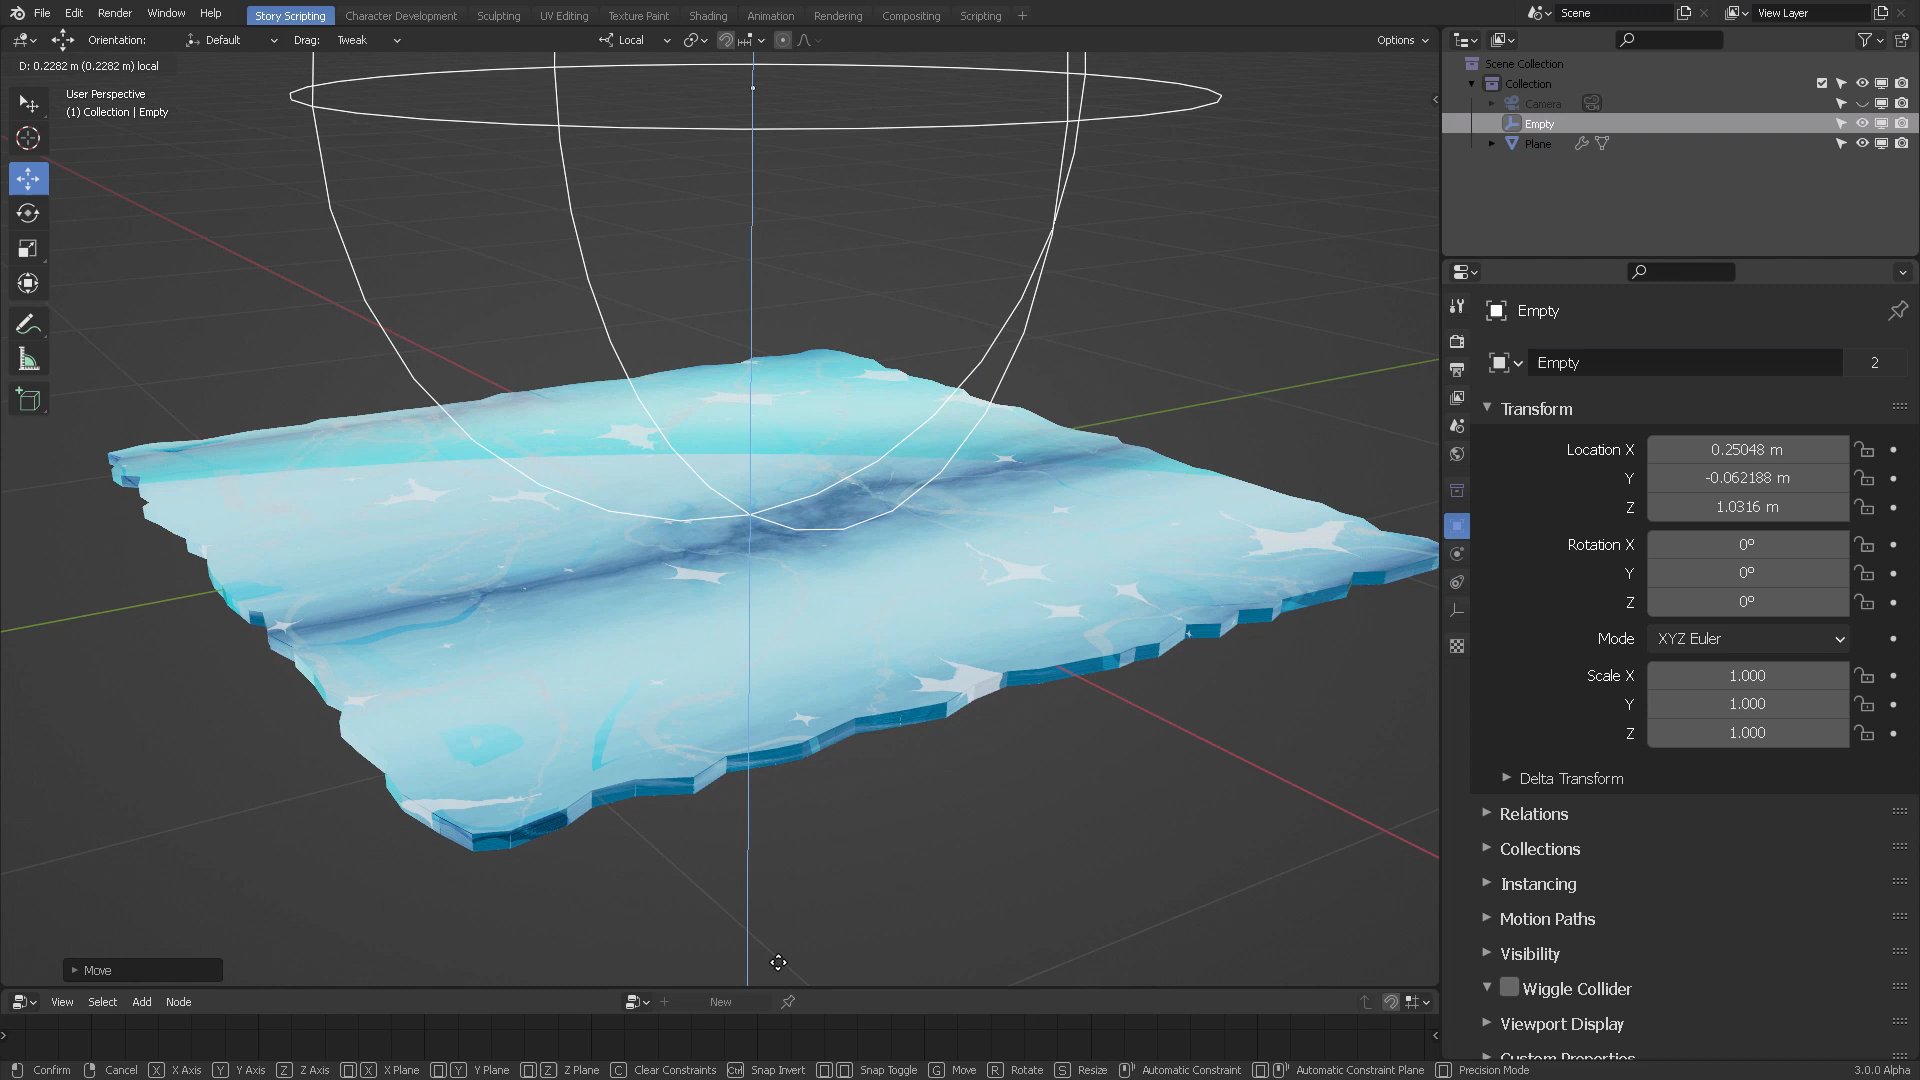 File Edit Render Window Help Story Scripting Character Development Sculpting UV Editing Texture Paint Shading Animation Rendering Compositing Scripting + Scene View Layer
Orientation: Default Drag: Tweak Local Options
D: 0.2282 m (0.2282 m) local
User Perspective
(1) Collection | Empty
Scene Collection
Collection
Camera
Empty
Plane
Empty
Empty 2
Transform
Location X 0.25048 m
Y -0.062188 m
Z 1.0316 m
Rotation X 0°
Y 0°
Z 0°
Mode XYZ Euler
Scale X 1.000
Y 1.000
Z 1.000
Delta Transform
Relations
Collections
Instancing
Motion Paths
Visibility
Wiggle Collider
Viewport Display
Custom Properties
Move
View Select Add Node New
Confirm Cancel X X Axis Y Y Axis Z Z Axis X X Plane Y Y Plane Z Z Plane C Clear Constraints Ctrl Snap Invert Snap Toggle G Move R Rotate S Resize Automatic Constraint Automatic Constraint Plane Precision Mode 3.0.0 Alpha